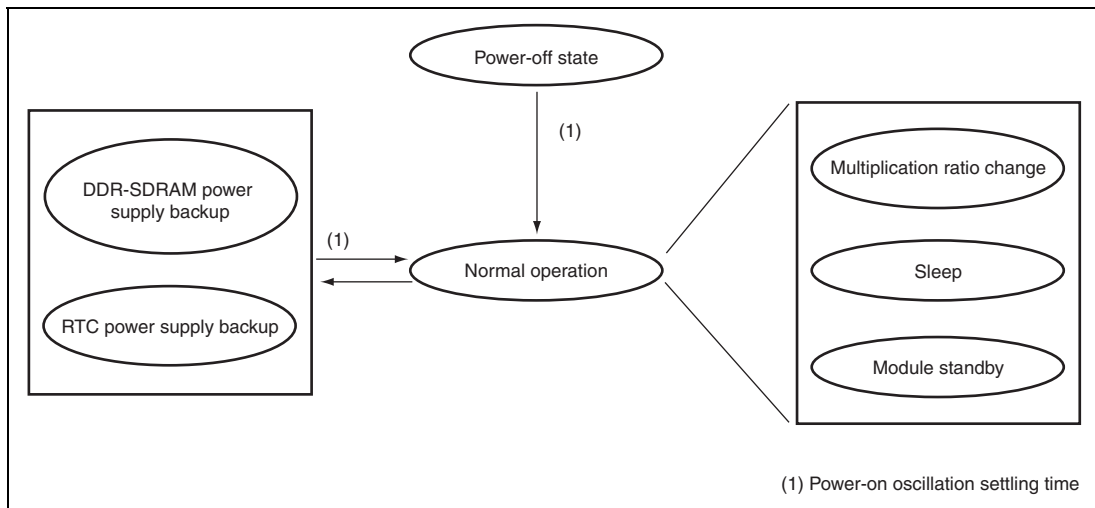 Power-off state
(1)
DDR-SDRAM power
supply backup
RTC power supply backup
(1)
Normal operation
Multiplication ratio change
Sleep
Module standby
(1) Power-on oscillation settling time